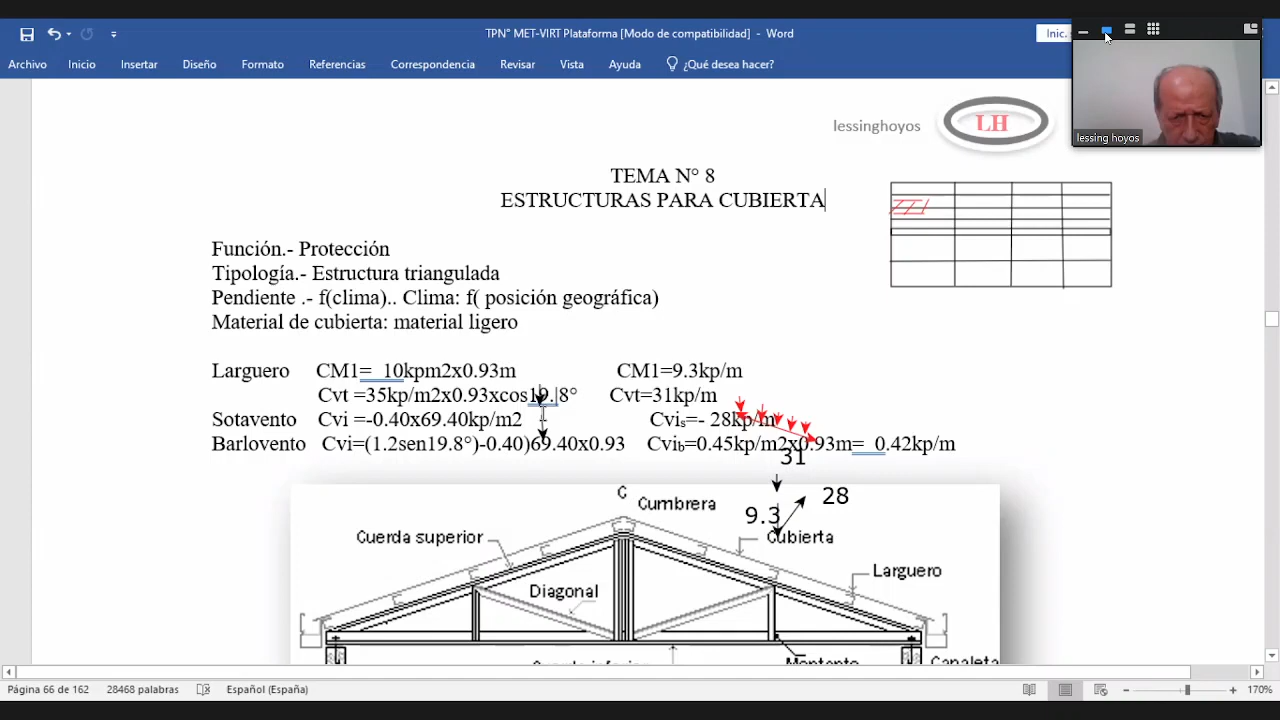 TPN° MET-VIRT Plataforma [Modo de compatibilidad] - Word
Archivo Inicio Insertar Diseño Formato Referencias Correspondencia Revisar Vista Ayuda ¿Qué desea hacer?
lessing hoyos
lessinghoyos
LH
TEMA N° 8
ESTRUCTURAS PARA CUBIERTA
Función.- Protección
Tipología.- Estructura triangulada
Pendiente .- f(clima).. Clima: f( posición geográfica)
Material de cubierta: material ligero
Larguero CM1= 10kpm2x0.93m CM1=9.3kp/m
Cvt =35kp/m2x0.93xcos19.8° Cvt=31kp/m
Sotavento Cvi =-0.40x69.40kp/m2 Cviₛ=- 28kp/m
Barlovento Cvi=(1.2sen19.8°)-0.40)69.40x0.93 Cvib=0.45kp/m2x0.93m= 0.42kp/m
31
28
9.3
C
Cumbrera
Cuerda superior
Cubierta
Larguero
Diagonal
Montante
Canaleta
Página 66 de 162 28468 palabras Español (España) 170%